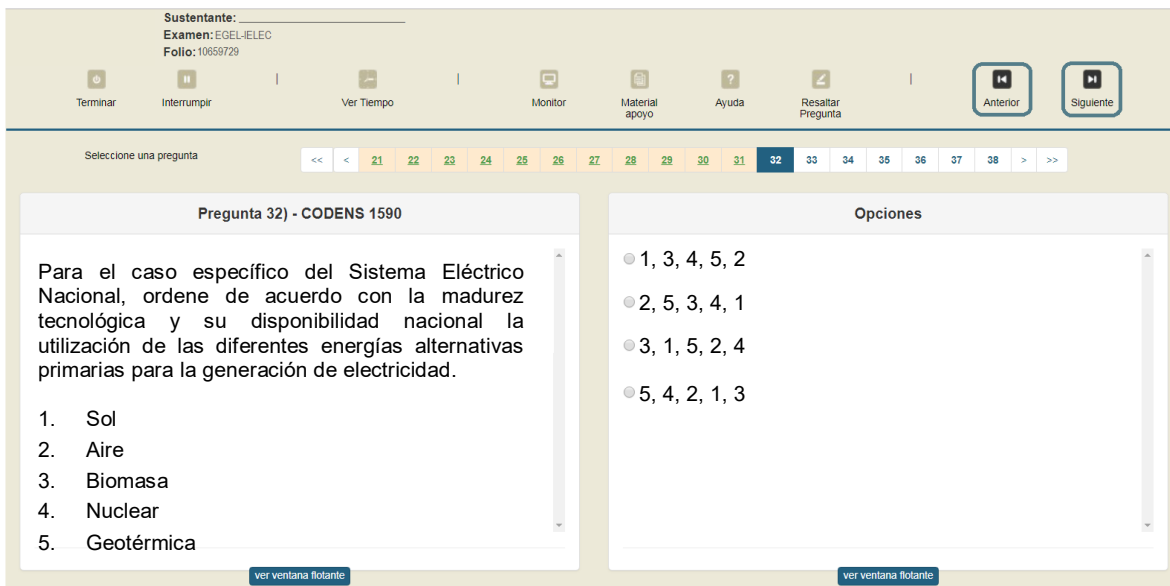 Sustentante:
Examen: EGEL-IELEC
Folio: 10659729
Terminar
Interrumpir
Ver Tiempo
Monitor
Material
apoyo
Ayuda
Resaltar
Pregunta
Anterior
Siguiente
Seleccione una pregunta
<< < 21 22 23 24 25 26 27 28 29 30 31 32 33 34 35 36 37 38 > >>
Pregunta 32) - CODENS 1590
Para el caso específico del Sistema Eléctrico
Nacional, ordene de acuerdo con la madurez
tecnológica y su disponibilidad nacional la
utilización de las diferentes energías alternativas
primarias para la generación de electricidad.
1. Sol
2. Aire
3. Biomasa
4. Nuclear
5. Geotérmica
ver ventana flotante
Opciones
1, 3, 4, 5, 2
2, 5, 3, 4, 1
3, 1, 5, 2, 4
5, 4, 2, 1, 3
ver ventana flotante